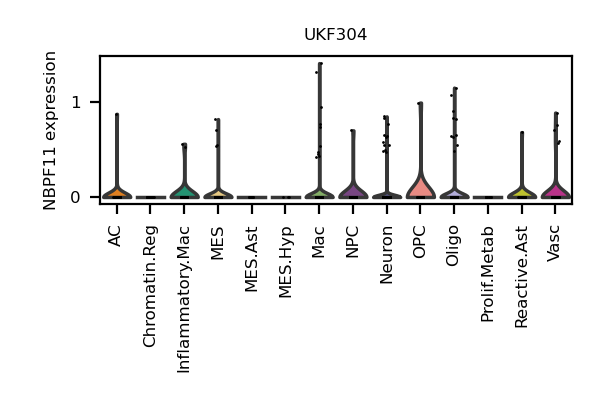 UKF304
NBPF11 expression
1
0
AC
Chromatin.Reg
Inflammatory.Mac
MES
MES.Ast
MES.Hyp
Mac
NPC
Neuron
OPC
Oligo
Prolif.Metab
Reactive.Ast
Vasc